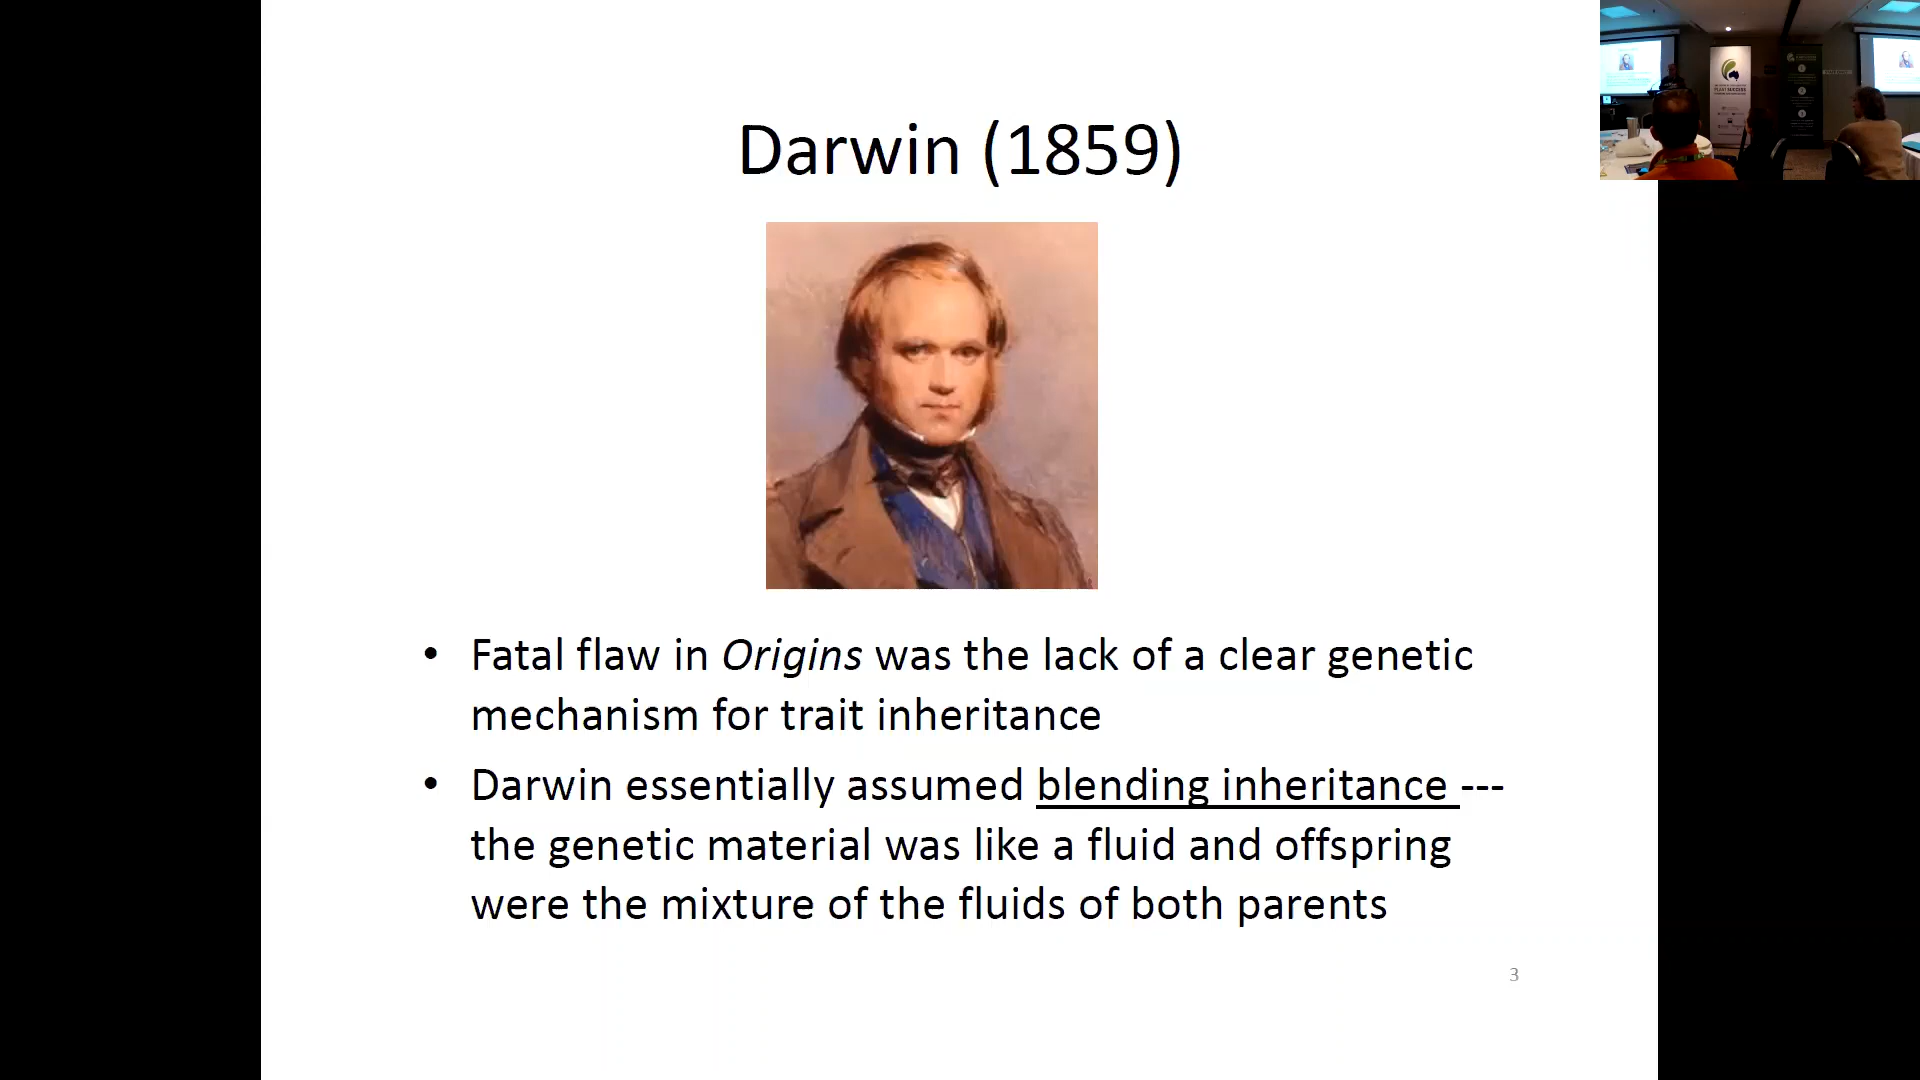 Darwin (1859)
• Fatal flaw in Origins was the lack of a clear genetic
mechanism for trait inheritance
• Darwin essentially assumed blending inheritance ---
the genetic material was like a fluid and offspring
were the mixture of the fluids of both parents
3
PLANT SUCCESS